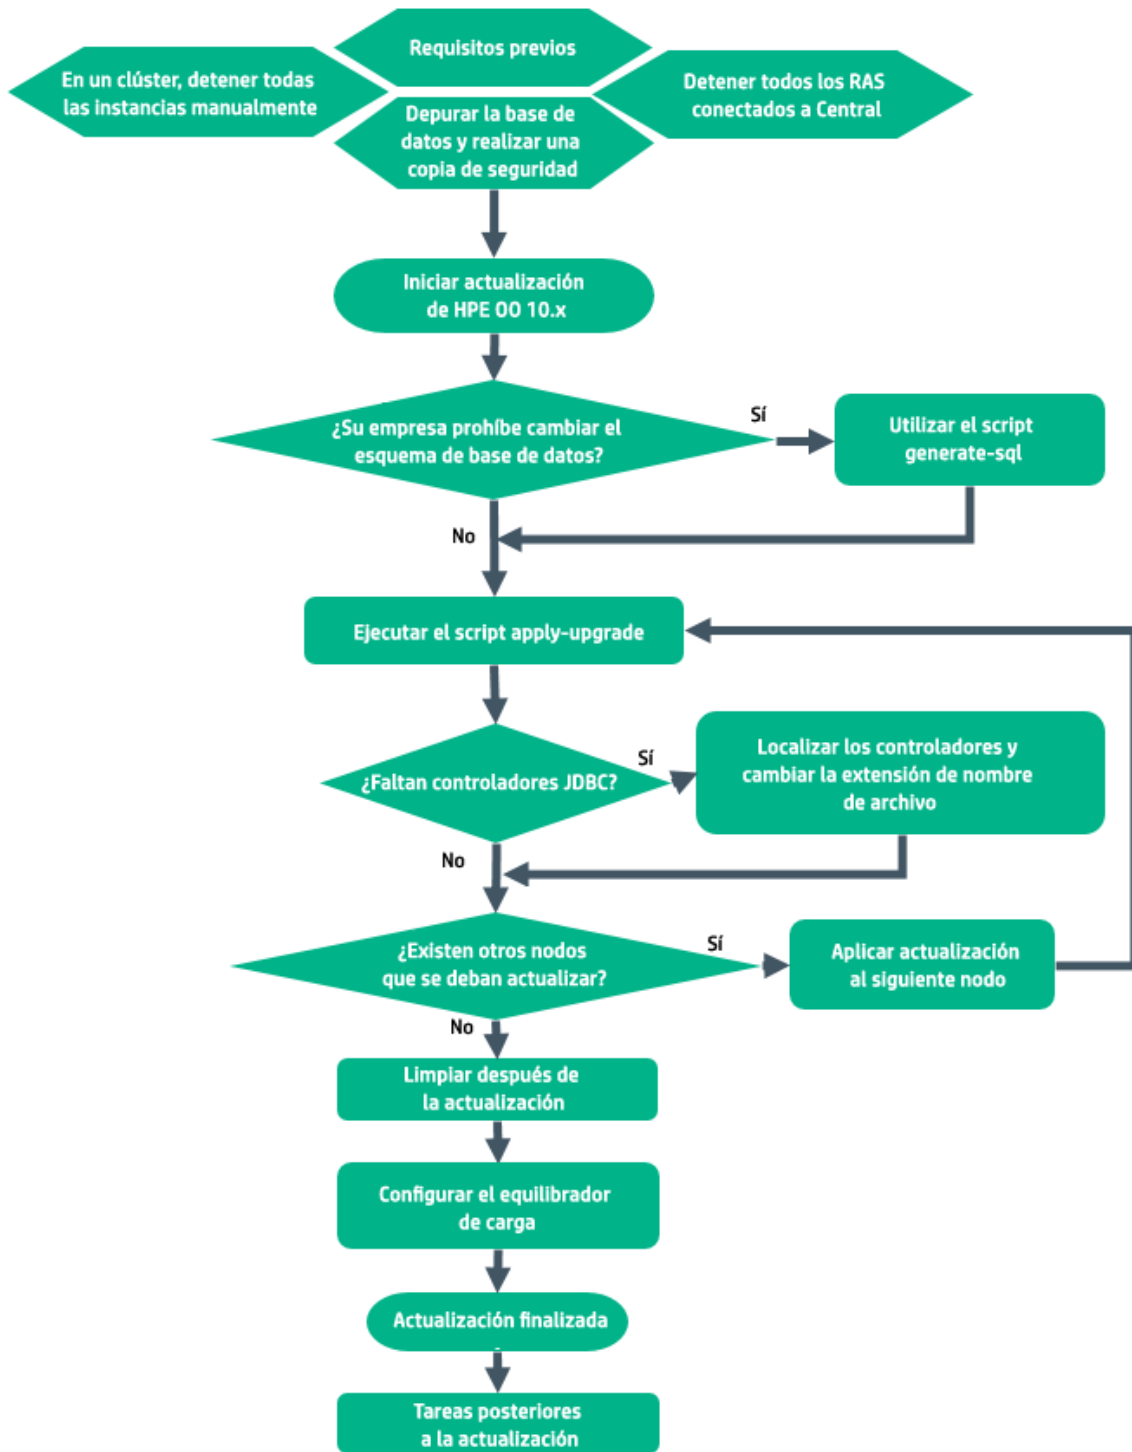 Requisitos previos
En un clúster, detener todas
las instancias manualmente
Detener todos los RAS
conectados a Central
Depurar la base de
datos y realizar una
copia de seguridad
Iniciar actualización
de HPE OO 10.x
¿Su empresa prohíbe cambiar el
esquema de base de datos?
Sí
Utilizar el script
generate-sql
No
Ejecutar el script apply-upgrade
¿Faltan controladores JDBC?
Sí
Localizar los controladores y
cambiar la extensión de nombre
de archivo
No
¿Existen otros nodos
que se deban actualizar?
Sí
Aplicar actualización
al siguiente nodo
No
Limpiar después de
la actualización
Configurar el equilibrador
de carga
Actualización finalizada
Tareas posteriores
a la actualización